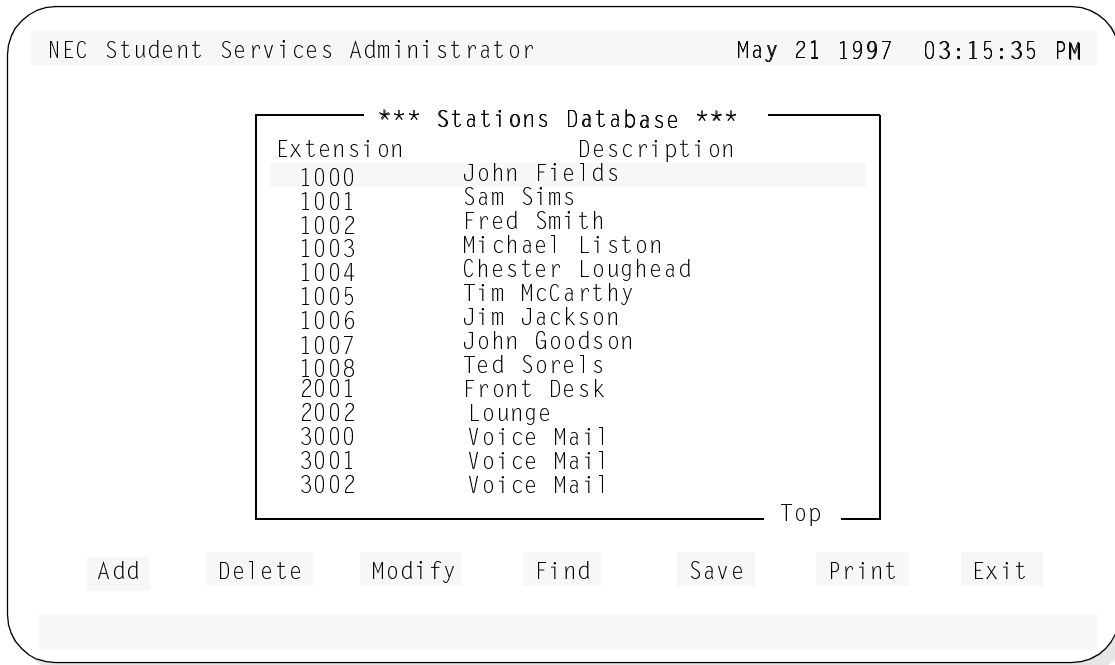 NEC Student Services Administrator May 21 1997 03:15:35 PM
*** Stations Database ***
Extension Description
1000 John Fields
1001 Sam Sims
1002 Fred Smith
1003 Michael Liston
1004 Chester Loughead
1005 Tim McCarthy
1006 Jim Jackson
1007 John Goodson
1008 Ted Sorels
2001 Front Desk
2002 Lounge
3000 Voice Mail
3001 Voice Mail
3002 Voice Mail
Top
Add Delete Modify Find Save Print Exit